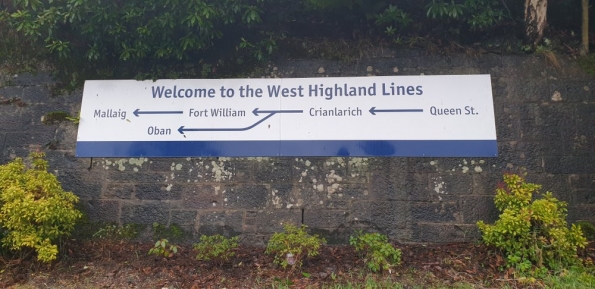 Welcome to the West Highland Lines
Mallaig Fort William Crianlarich Queen St.
Oban